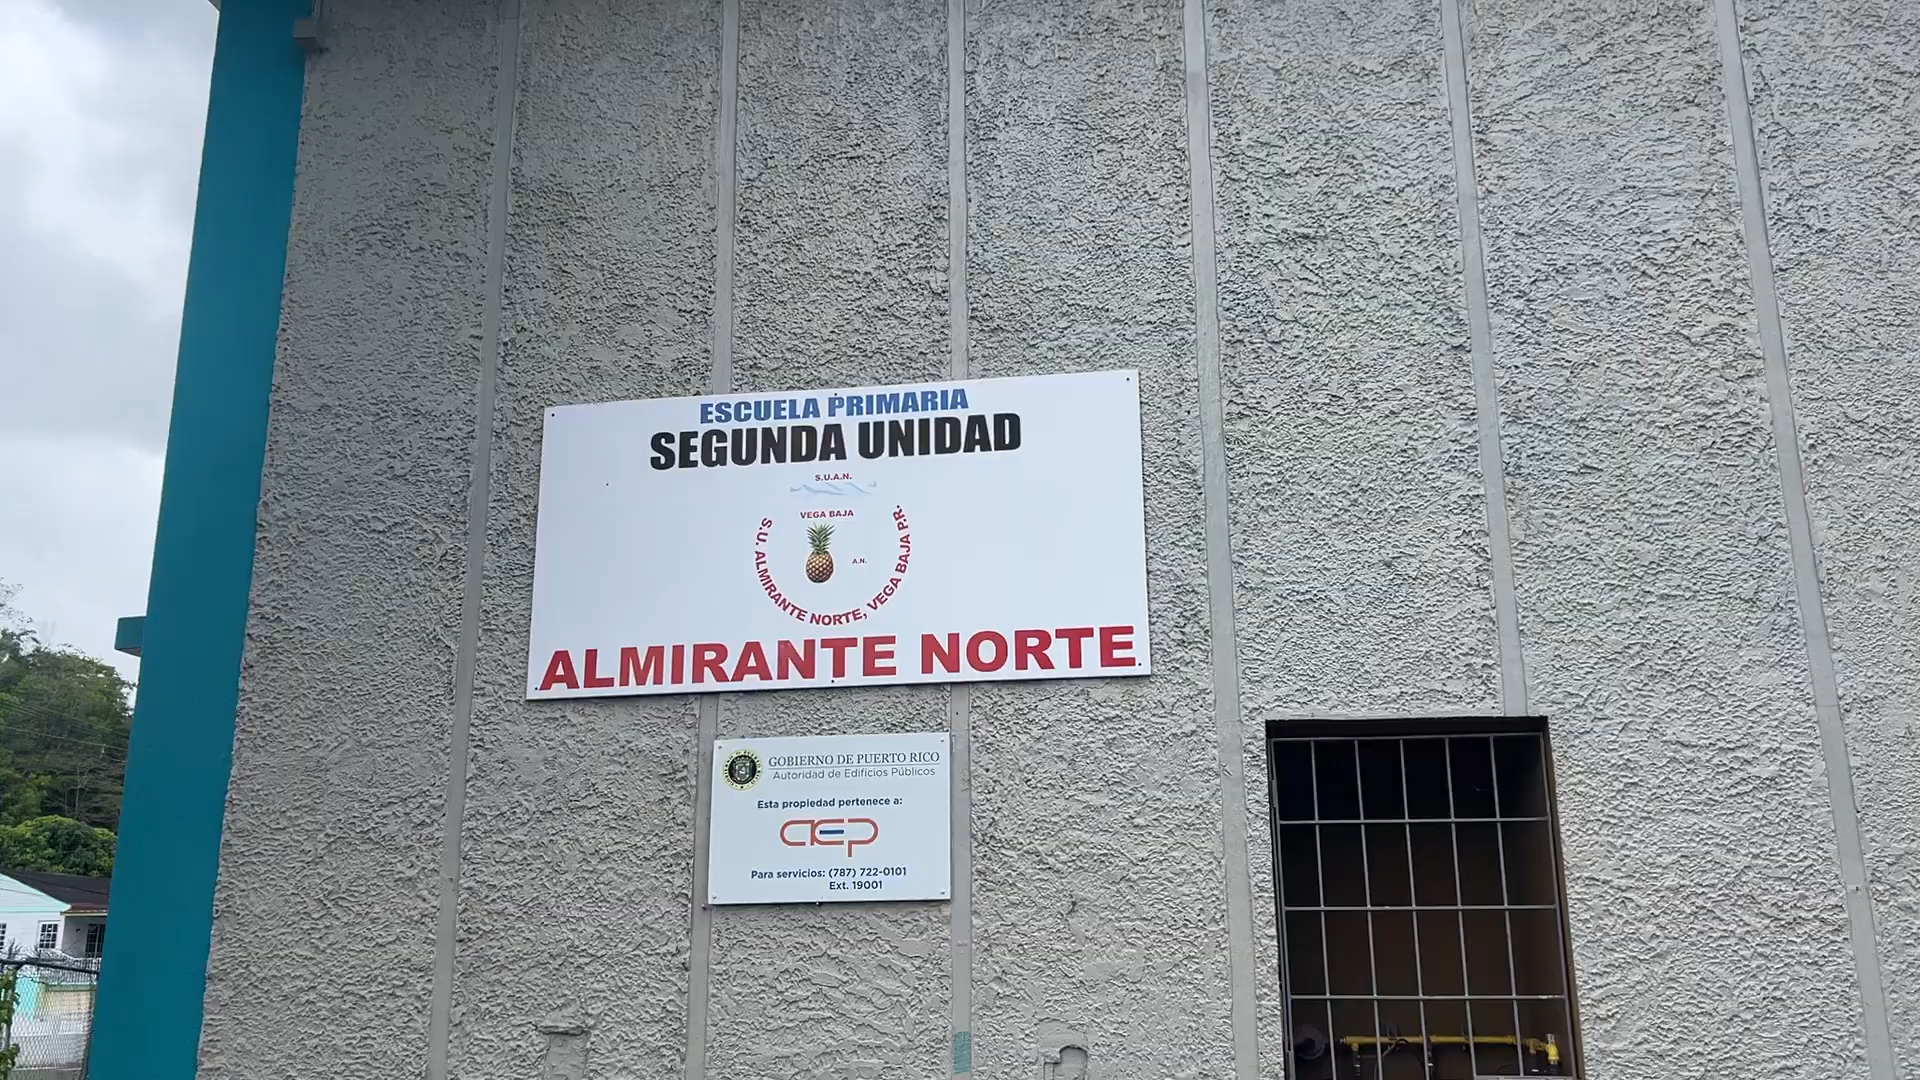 ESCUELA PRIMARIA
SEGUNDA UNIDAD
S.U.A.N.
VEGA BAJA
A.N.
S.U. ALMIRANTE NORTE, VEGA BAJA P.R.
ALMIRANTE NORTE
GOBIERNO DE PUERTO RICO
Autoridad de Edificios Públicos
Esta propiedad pertenece a:
aep
Para servicios: (787) 722-0101
Ext. 19001